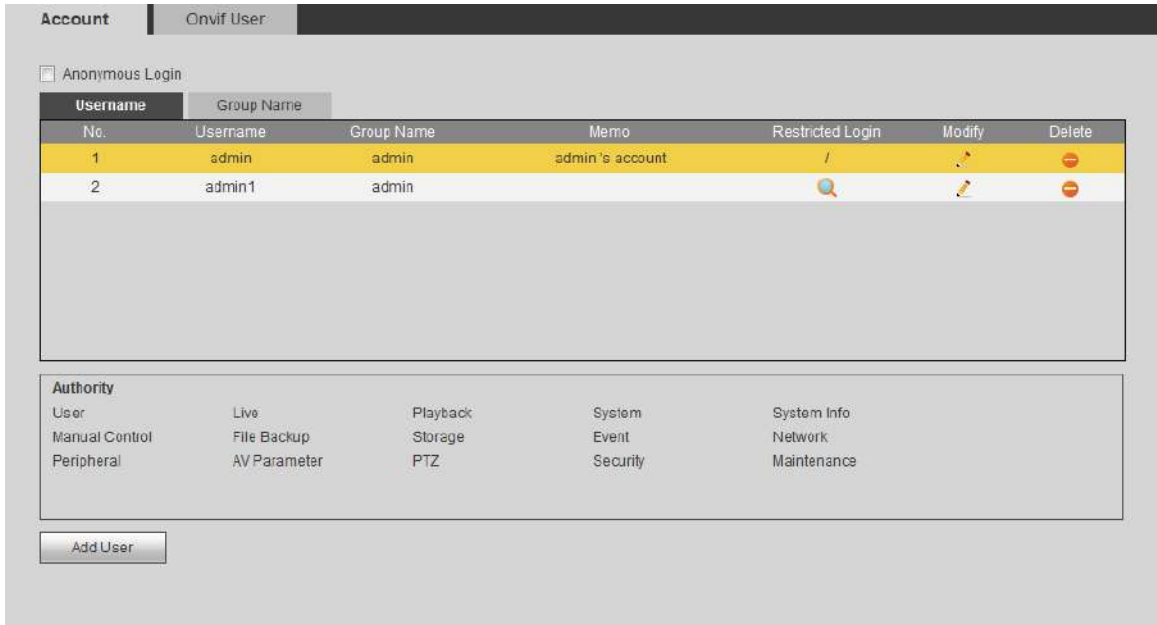 Account Onvif User
Anonymous Login
Username Group Name
No. Username Group Name Memo Restricted Login Modify Delete
1 admin admin admin 's account /
2 admin1 admin
Authority
User Live Playback System System Info
Manual Control File Backup Storage Event Network
Peripheral AV Parameter PTZ Security Maintenance
Add User